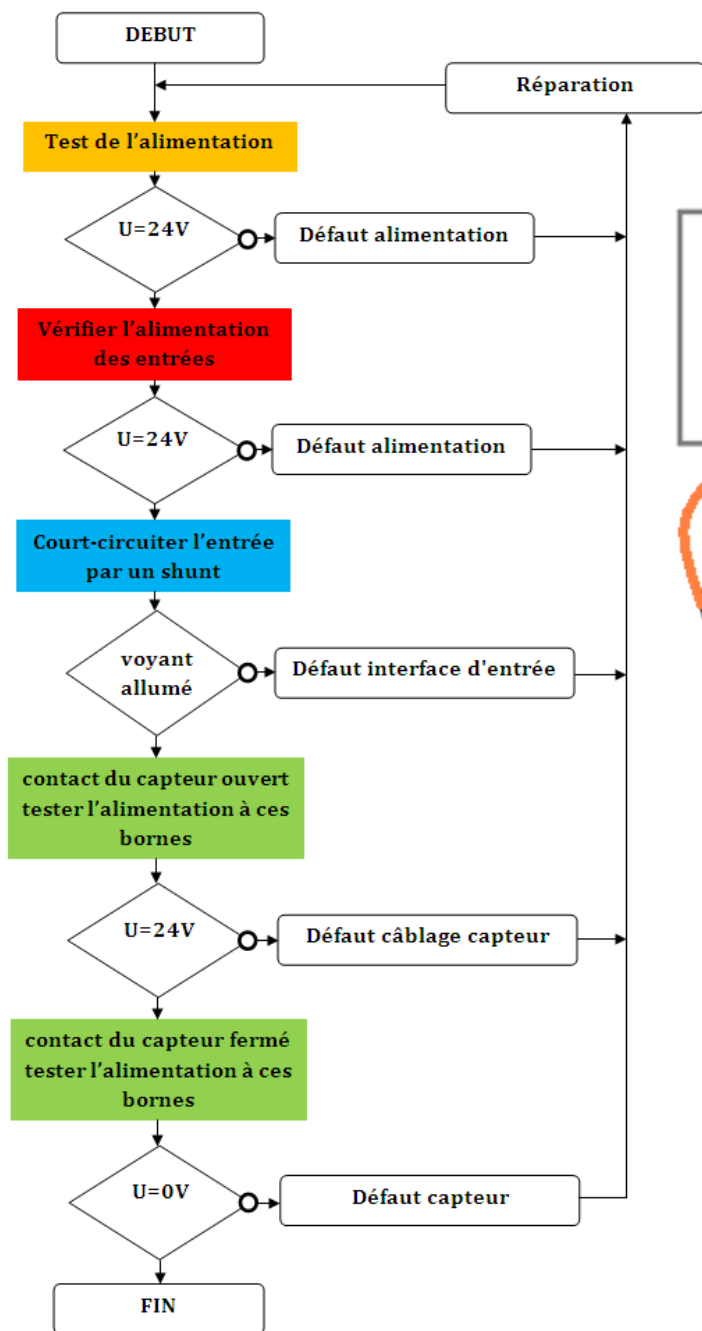 DEBUT
Réparation
Test de l'alimentation
U=24V
Défaut alimentation
Vérifier l'alimentation
des entrées
U=24V
Défaut alimentation
Court-circuiter l'entrée
par un shunt
voyant
allumé
Défaut interface d'entrée
contact du capteur ouvert
tester l'alimentation à ces
bornes
U=24V
Défaut câblage capteur
contact du capteur fermé
tester l'alimentation à ces
bornes
U=0V
Défaut capteur
FIN